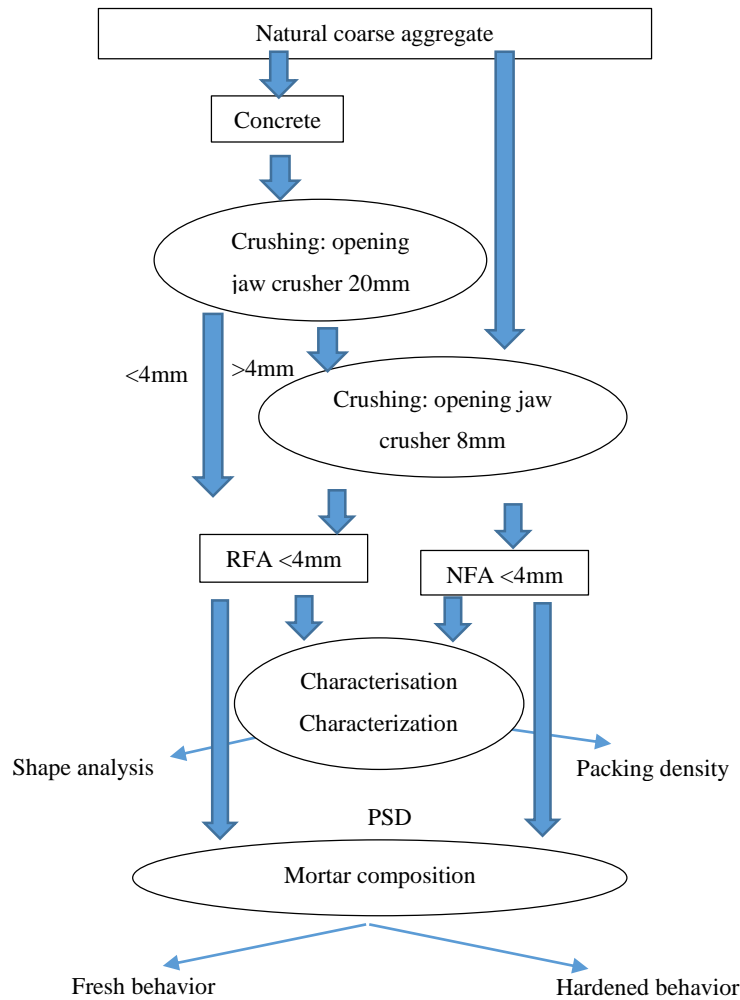 Natural coarse aggregate
Concrete
Crushing: opening
jaw crusher 20mm
<4mm
>4mm
Crushing: opening jaw
crusher 8mm
RFA <4mm
NFA <4mm
Characterisation
Characterization
Shape analysis
Packing density
PSD
Mortar composition
Fresh behavior
Hardened behavior